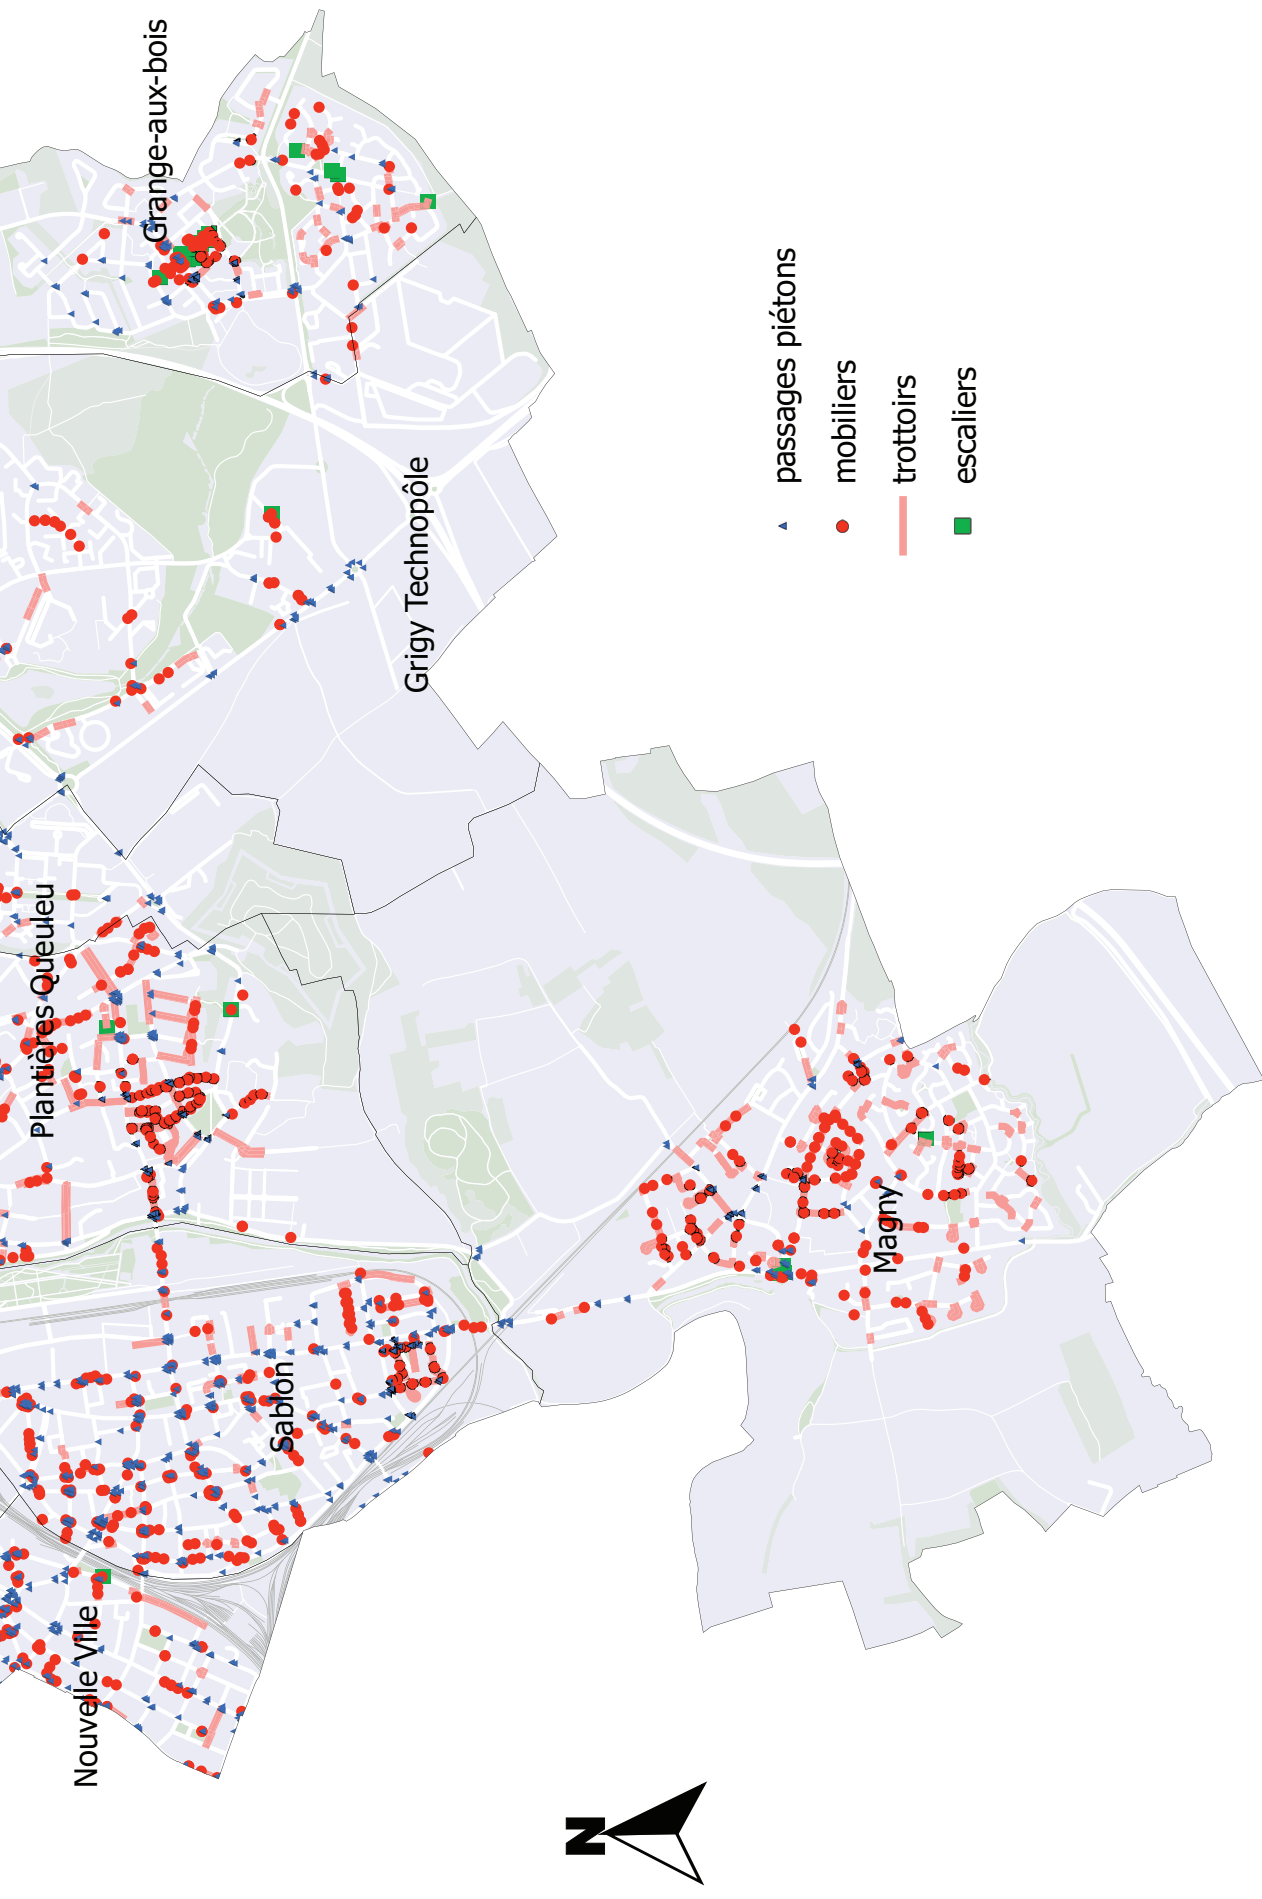 Nouvelle Ville
Sablon
Plantières Queuleu
Grange-aux-bois
Grigy Technopôle
Magny
passages piétons
mobiliers
trottoirs
escaliers
N